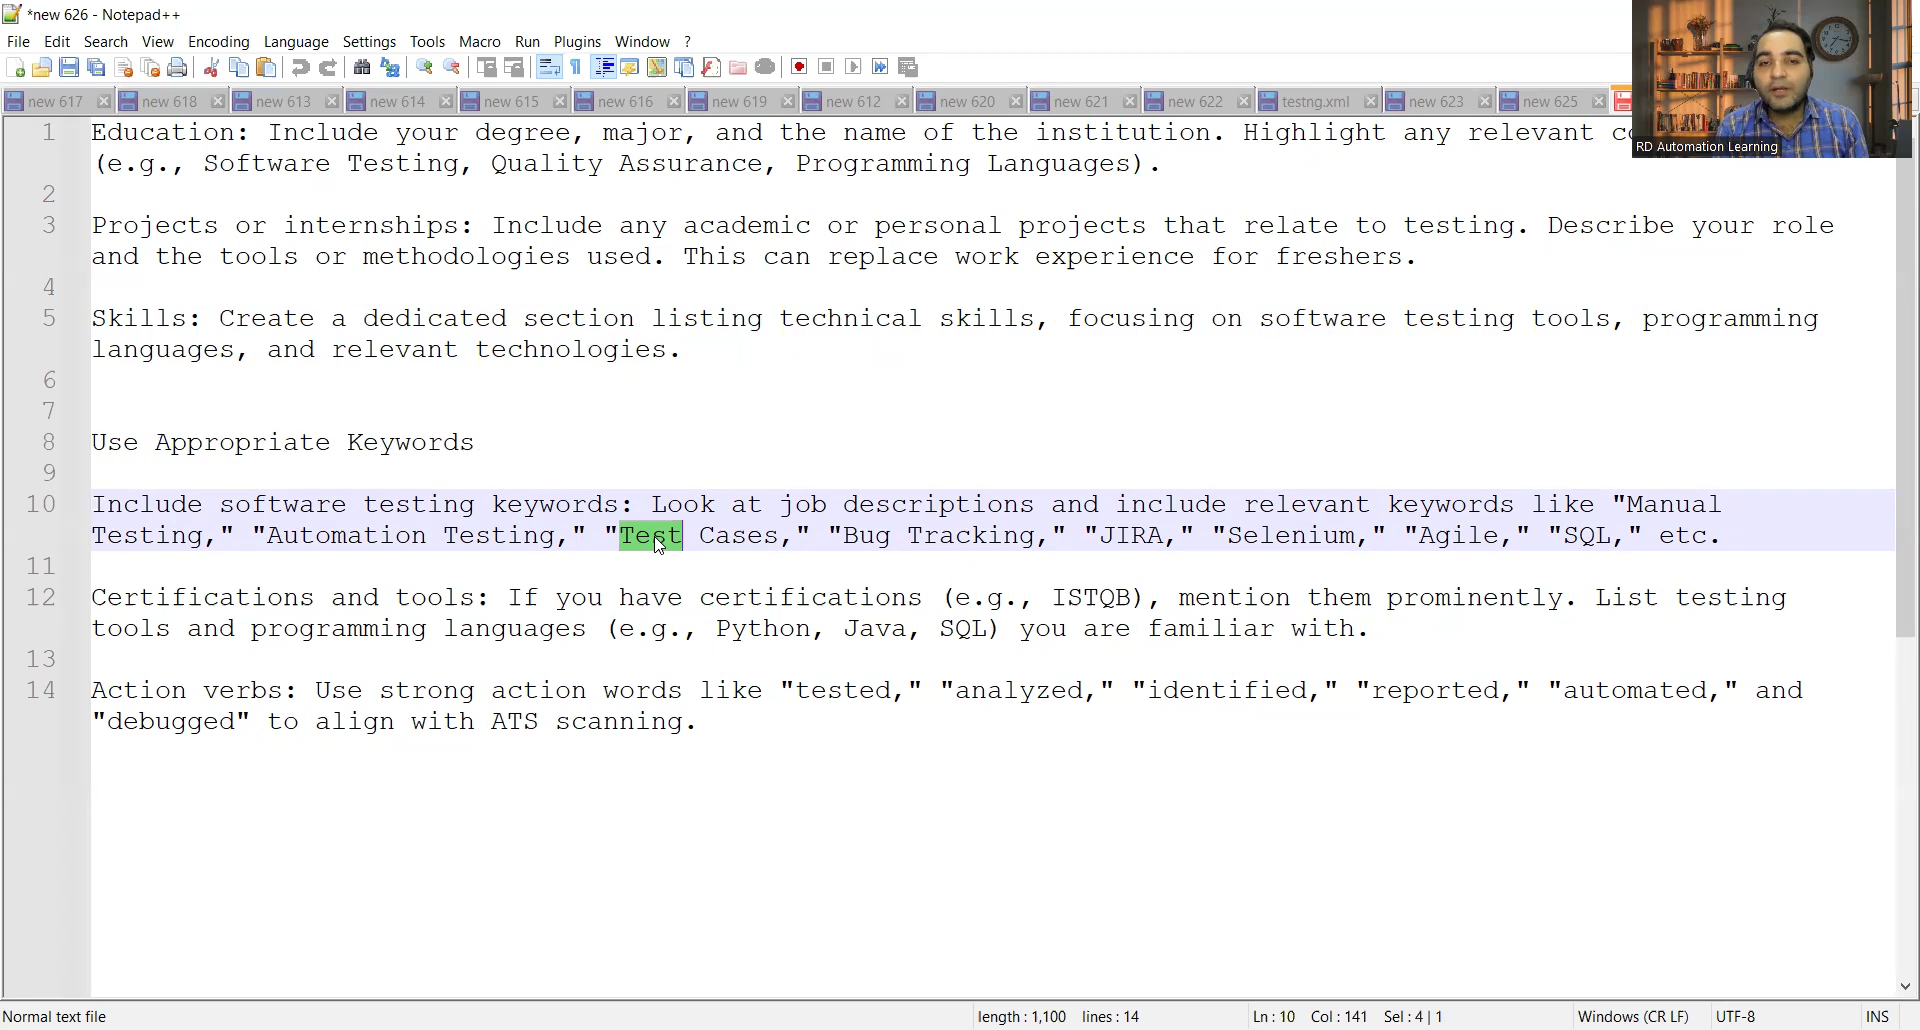 *new 626 - Notepad++
File Edit Search View Encoding Language Settings Tools Macro Run Plugins Window ?
new 617 new 618 new 613 new 614 new 615 new 616 new 619 new 612 new 620 new 621 new 622 testng.xml new 623 new 625
RD Automation Learning
1 Education: Include your degree, major, and the name of the institution. Highlight any relevant
(e.g., Software Testing, Quality Assurance, Programming Languages).
2
3 Projects or internships: Include any academic or personal projects that relate to testing. Describe your role
and the tools or methodologies used. This can replace work experience for freshers.
4
5 Skills: Create a dedicated section listing technical skills, focusing on software testing tools, programming
languages, and relevant technologies.
6
7
8 Use Appropriate Keywords
9
10 Include software testing keywords: Look at job descriptions and include relevant keywords like "Manual
Testing," "Automation Testing," "Test Cases," "Bug Tracking," "JIRA," "Selenium," "Agile," "SQL," etc.
11
12 Certifications and tools: If you have certifications (e.g., ISTQB), mention them prominently. List testing
tools and programming languages (e.g., Python, Java, SQL) you are familiar with.
13
14 Action verbs: Use strong action words like "tested," "analyzed," "identified," "reported," "automated," and
"debugged" to align with ATS scanning.
Normal text file length : 1,100 lines : 14 Ln : 10 Col : 141 Sel : 4 | 1 Windows (CR LF) UTF-8 INS